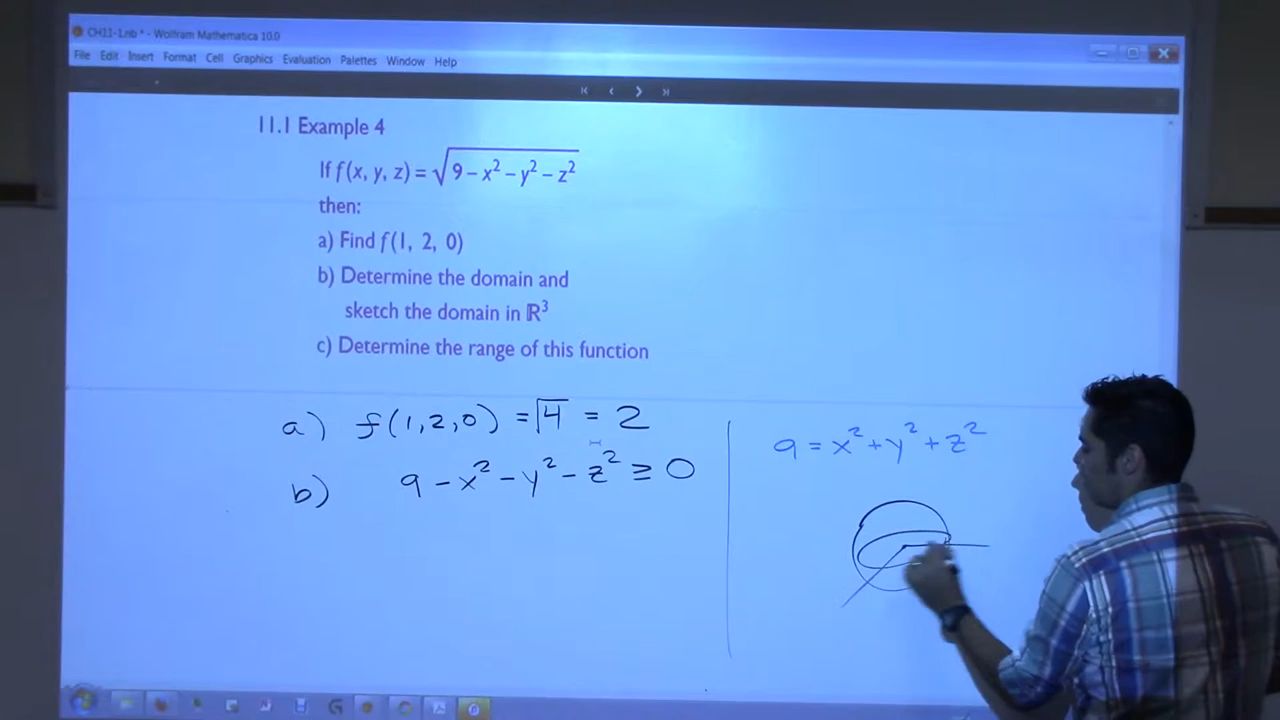 CH11-1.nb * - Wolfram Mathematica 10.0
File Edit Insert Format Cell Graphics Evaluation Palettes Window Help
11.1 Example 4
If f(x, y, z) = √(9 – x² – y² – z²)
then:
a) Find f(1, 2, 0)
b) Determine the domain and
sketch the domain in ℝ³
c) Determine the range of this function
a) f(1,2,0) = √4 = 2
b) 9 - x² - y² - z² ≥ 0
9 = x² + y² + z²